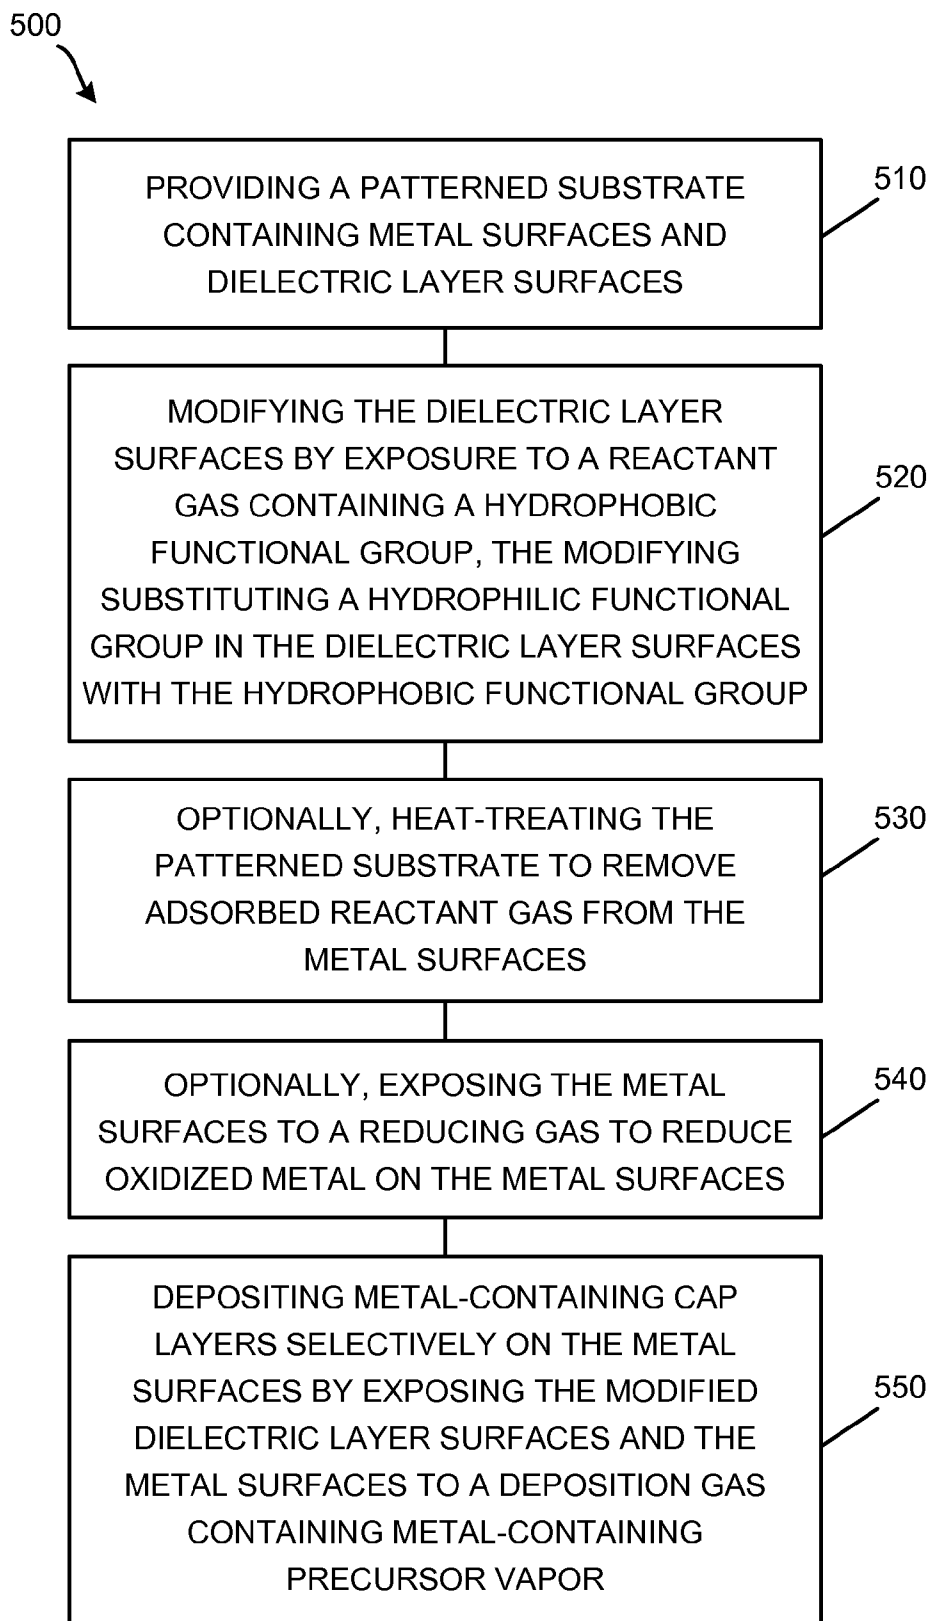 500
PROVIDING A PATTERNED SUBSTRATE
CONTAINING METAL SURFACES AND
DIELECTRIC LAYER SURFACES
510
MODIFYING THE DIELECTRIC LAYER
SURFACES BY EXPOSURE TO A REACTANT
GAS CONTAINING A HYDROPHOBIC
FUNCTIONAL GROUP, THE MODIFYING
SUBSTITUTING A HYDROPHILIC FUNCTIONAL
GROUP IN THE DIELECTRIC LAYER SURFACES
WITH THE HYDROPHOBIC FUNCTIONAL GROUP
520
OPTIONALLY, HEAT-TREATING THE
PATTERNED SUBSTRATE TO REMOVE
ADSORBED REACTANT GAS FROM THE
METAL SURFACES
530
OPTIONALLY, EXPOSING THE METAL
SURFACES TO A REDUCING GAS TO REDUCE
OXIDIZED METAL ON THE METAL SURFACES
540
DEPOSITING METAL-CONTAINING CAP
LAYERS SELECTIVELY ON THE METAL
SURFACES BY EXPOSING THE MODIFIED
DIELECTRIC LAYER SURFACES AND THE
METAL SURFACES TO A DEPOSITION GAS
CONTAINING METAL-CONTAINING
PRECURSOR VAPOR
550